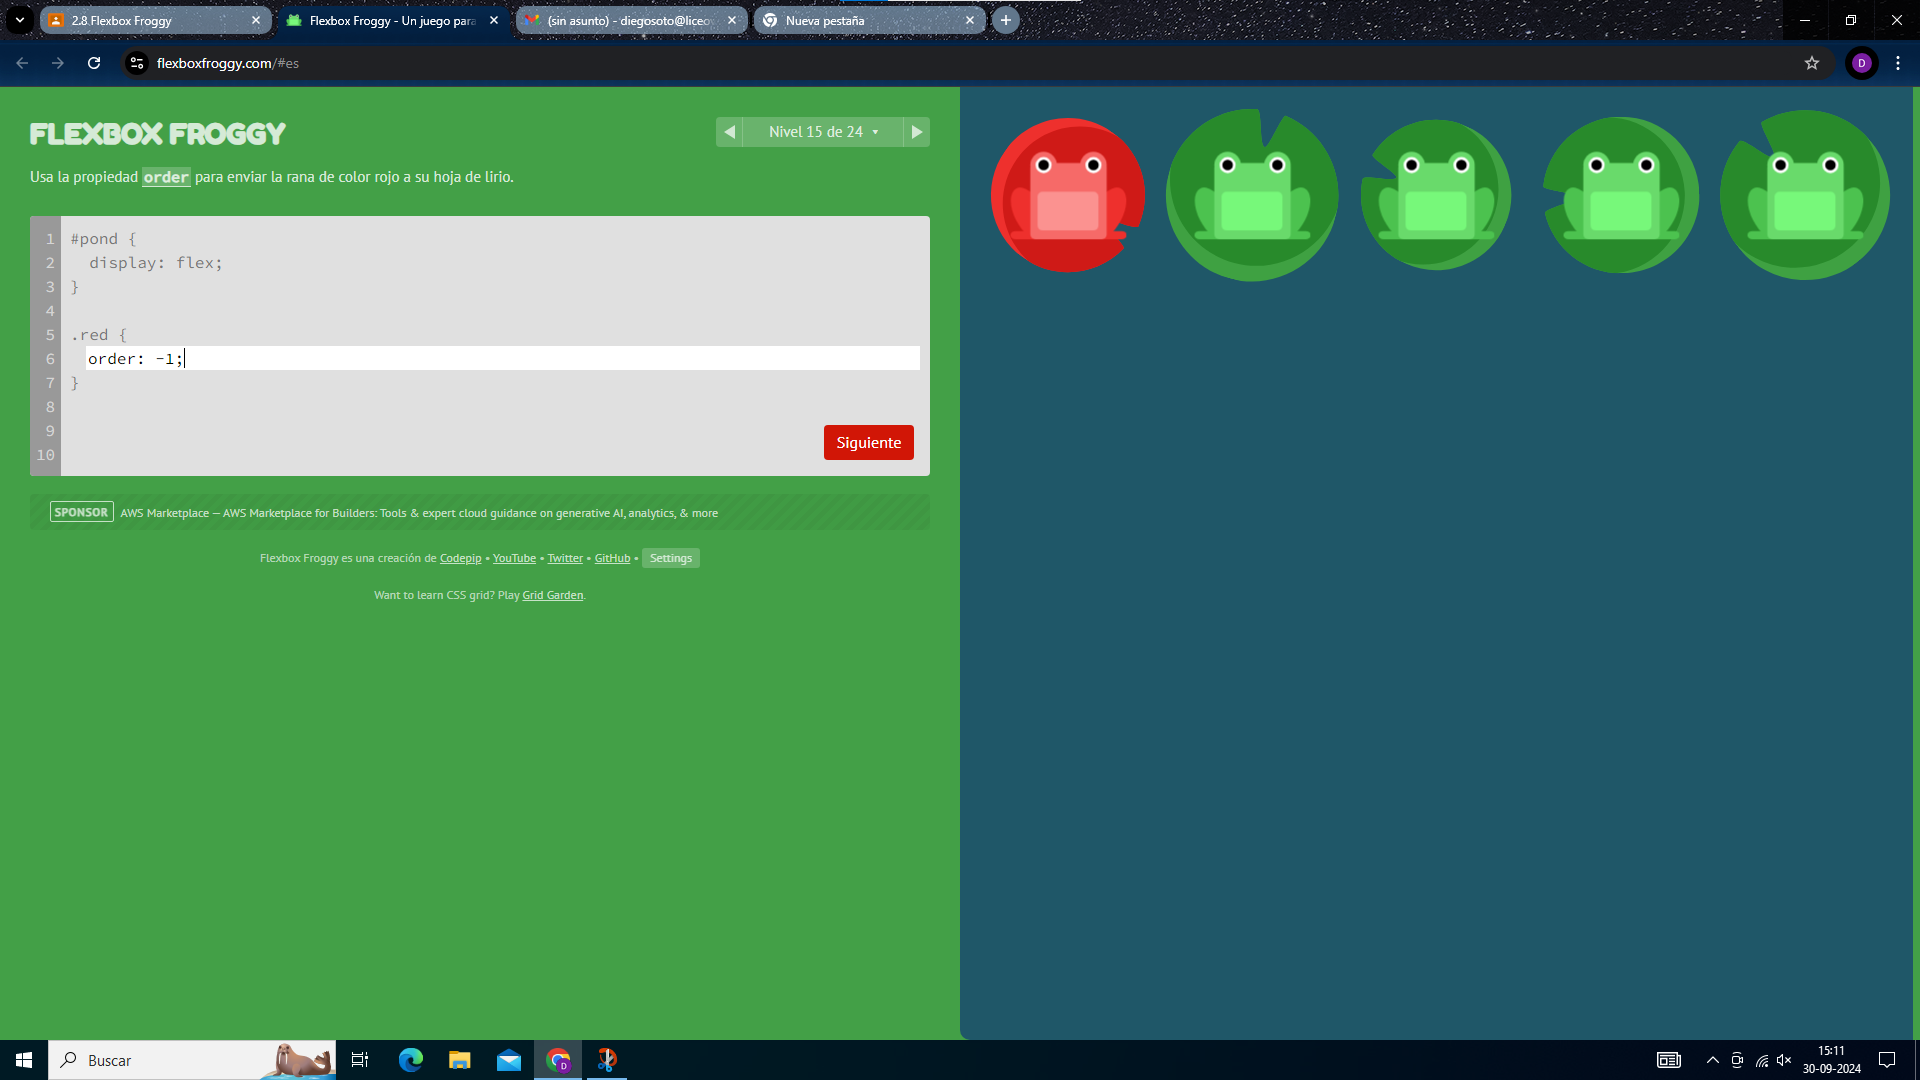 2.8 Flexbox Froggy
Flexbox Froggy - Un juego para
(sin asunto) - diegosoto@liceov
Nueva pestaña
flexboxfroggy.com/#es
D
FLEXBOX FROGGY
Nivel 15 de 24
Usa la propiedad order para enviar la rana de color rojo a su hoja de lirio.
1 #pond {
2 display: flex;
3 }
4
5 .red {
6 order: -1;
7 }
8
9
10
Siguiente
SPONSOR AWS Marketplace — AWS Marketplace for Builders: Tools & expert cloud guidance on generative AI, analytics, & more
Flexbox Froggy es una creación de Codepip • YouTube • Twitter • GitHub • Settings
Want to learn CSS grid? Play Grid Garden.
Buscar
D
15:11
30-09-2024